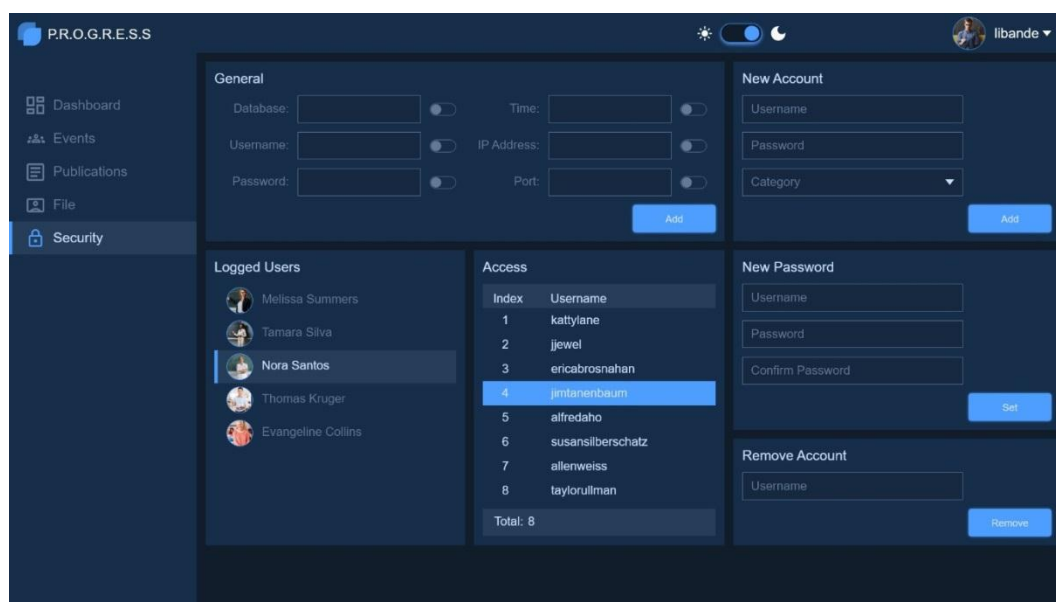 P.R.O.G.R.E.S.S
libande
Dashboard
Events
Publications
File
Security
General
Database:
Time:
Username:
IP Address:
Password:
Port:
Add
New Account
Username
Password
Category
Add
Logged Users
Melissa Summers
Tamara Silva
Nora Santos
Thomas Kruger
Evangeline Collins
Access
Index Username
1 kattylane
2 jjewel
3 ericabrosnahan
4 jimtanenbaum
5 alfredaho
6 susansilberschatz
7 allenweiss
8 taylorullman
Total: 8
New Password
Username
Password
Confirm Password
Set
Remove Account
Username
Remove